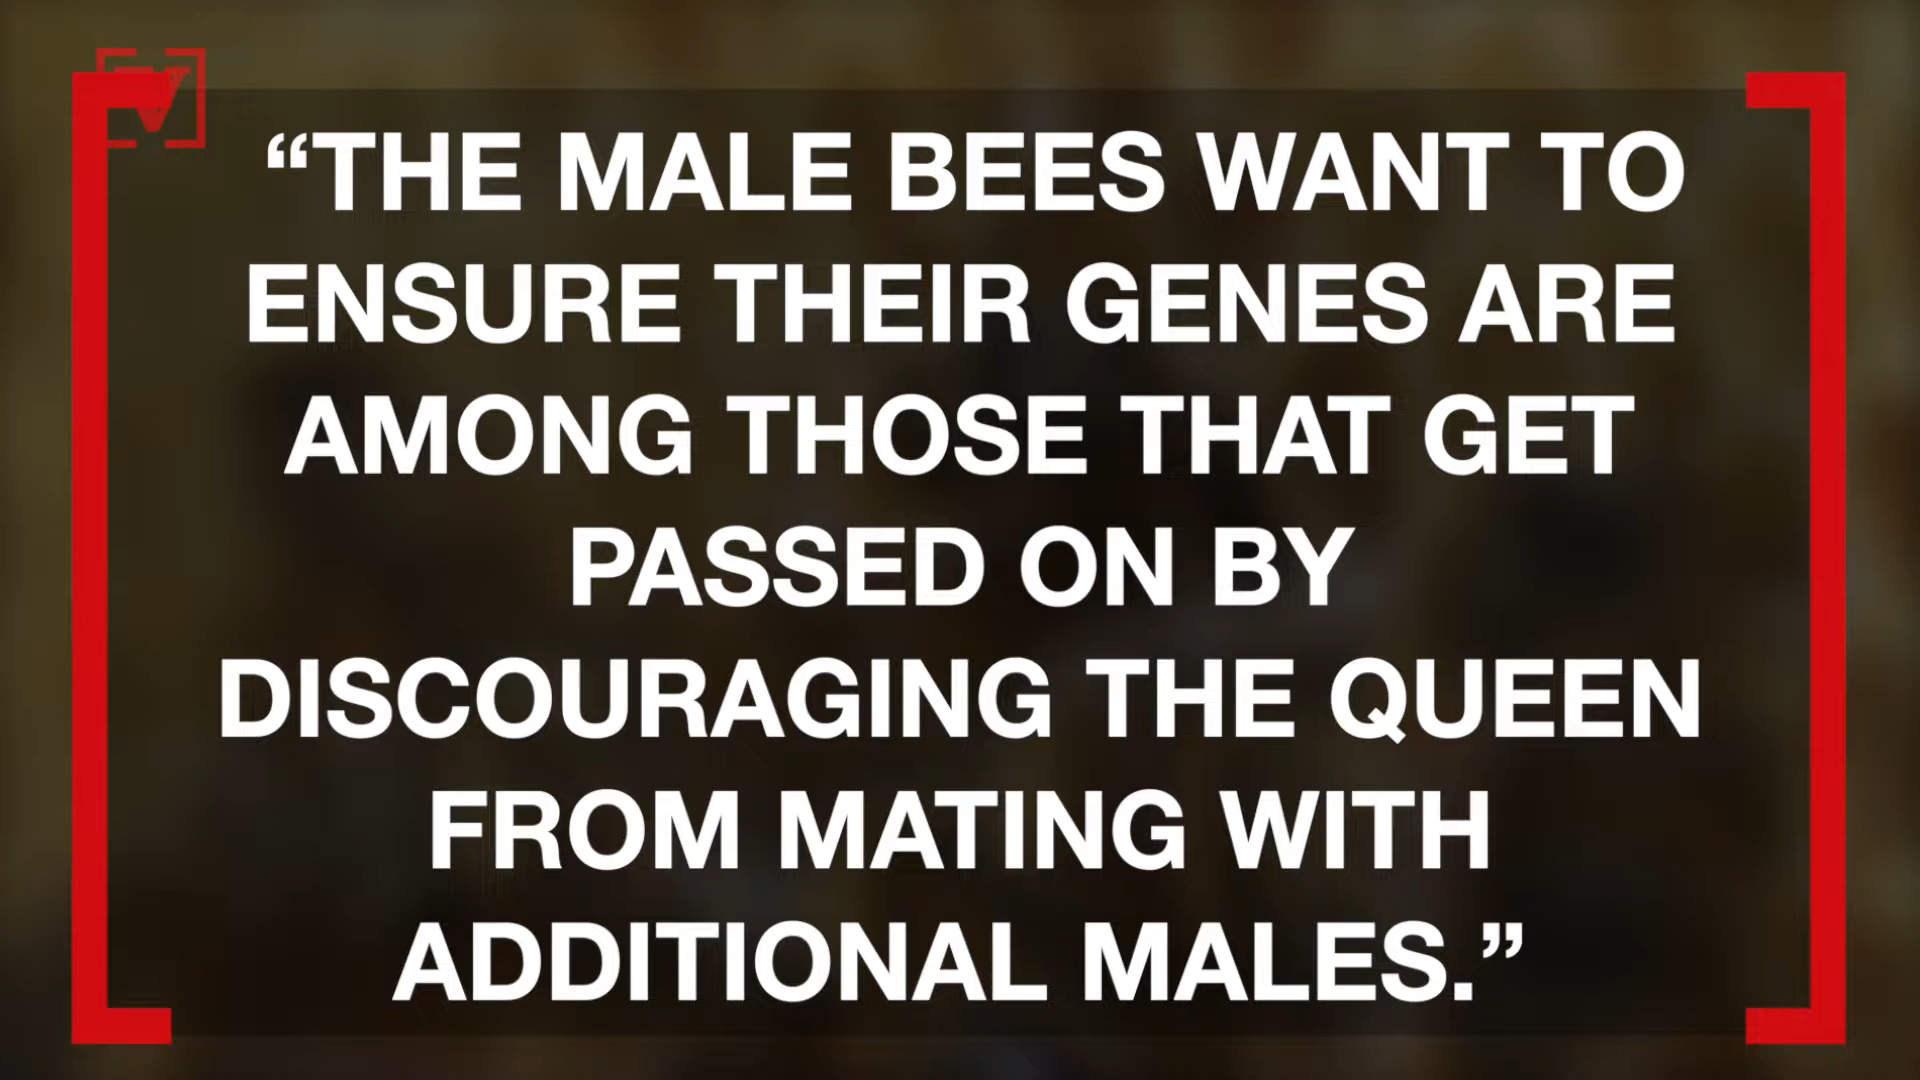 “THE MALE BEES WANT TO
ENSURE THEIR GENES ARE
AMONG THOSE THAT GET
PASSED ON BY
DISCOURAGING THE QUEEN
FROM MATING WITH
ADDITIONAL MALES.”